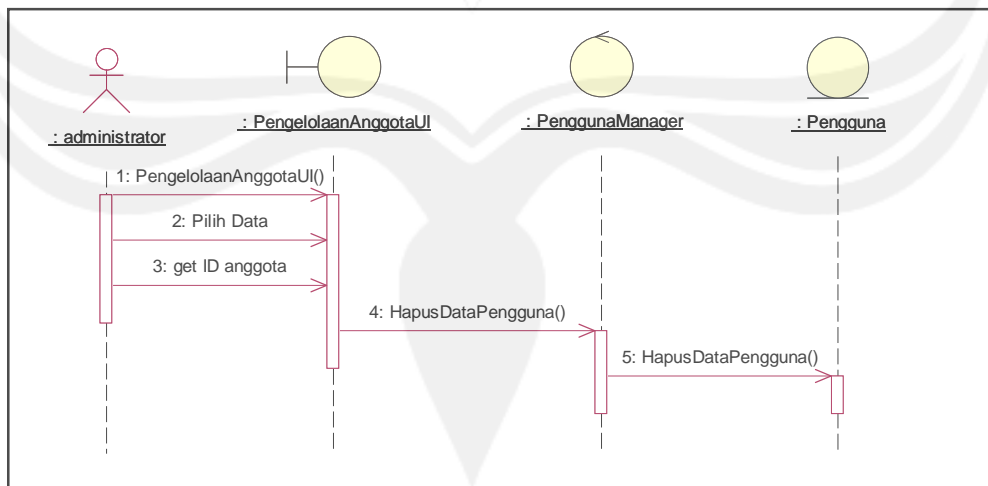 : administrator
: PengelolaanAnggotaUI
: PenggunaManager
: Pengguna
1: PengelolaanAnggotaUI()
2: Pilih Data
3: get ID anggota
4: HapusDataPengguna()
5: HapusDataPengguna()